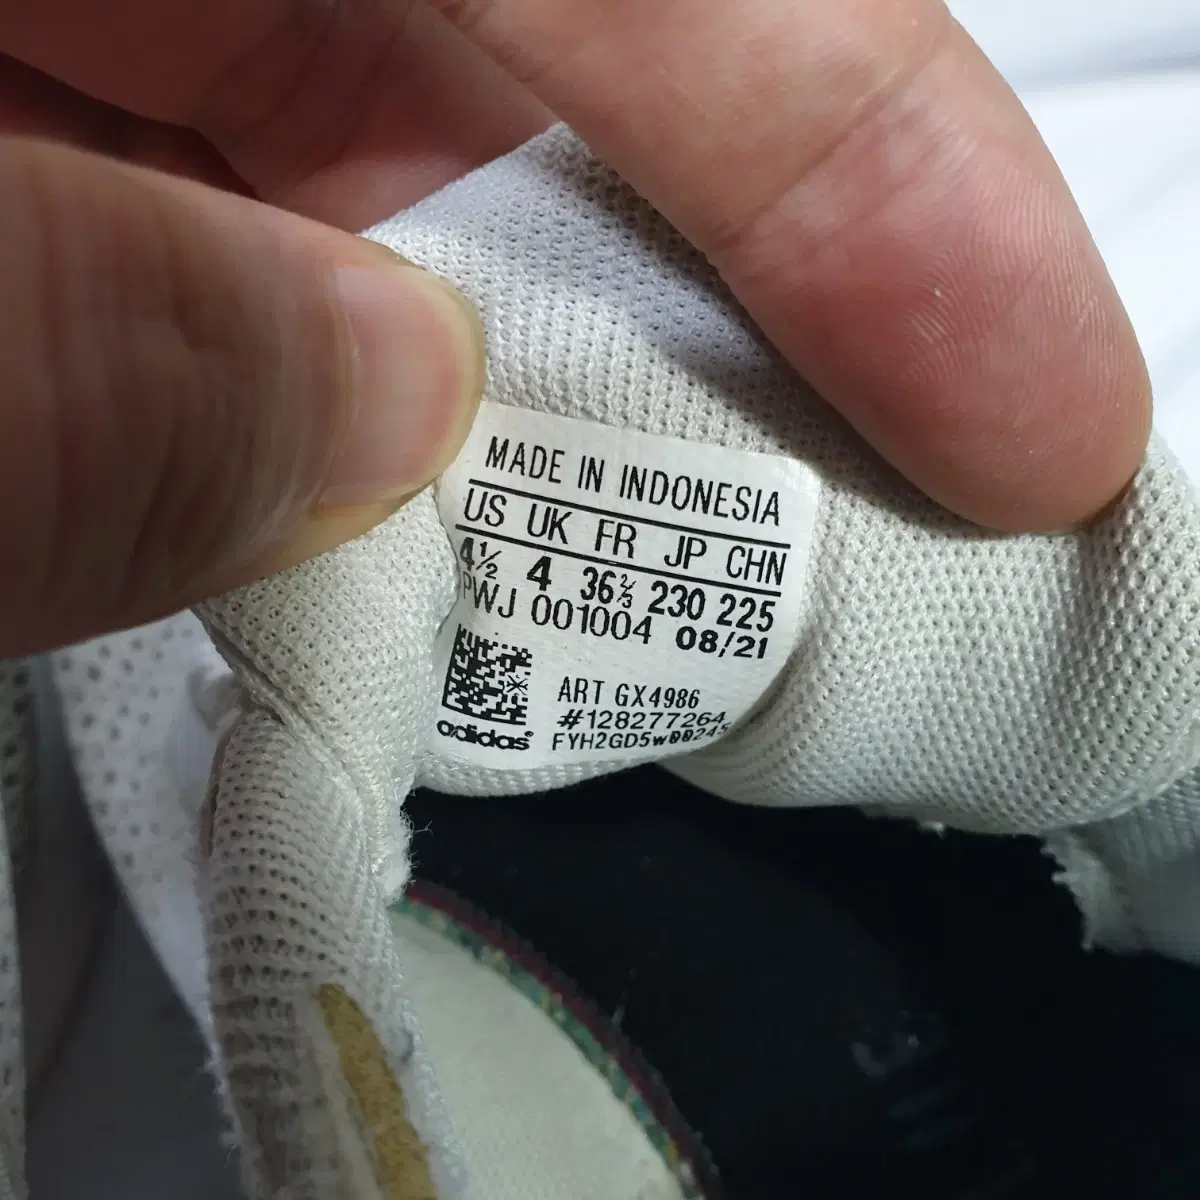 MADE IN INDONESIA
US UK FR JP CHN
4½ 4 36⅔ 230 225
PWJ 001004 08/21
ART GX4986
#128277264
adidas® FYH2GD5w00245